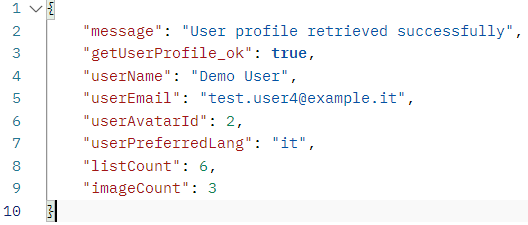 1 {
2 "message": "User profile retrieved successfully",
3 "getUserProfile_ok": true,
4 "userName": "Demo User",
5 "userEmail": "test.user4@example.it",
6 "userAvatarId": 2,
7 "userPreferredLang": "it",
8 "listCount": 6,
9 "imageCount": 3
10 }